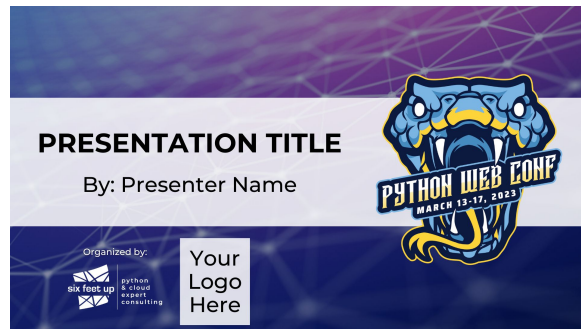 PRESENTATION TITLE
By: Presenter Name
PYTHON WEB CONF
MARCH 13-17, 2023
Organized by:
six feet up
python
& cloud
expert
consulting
Your
Logo
Here